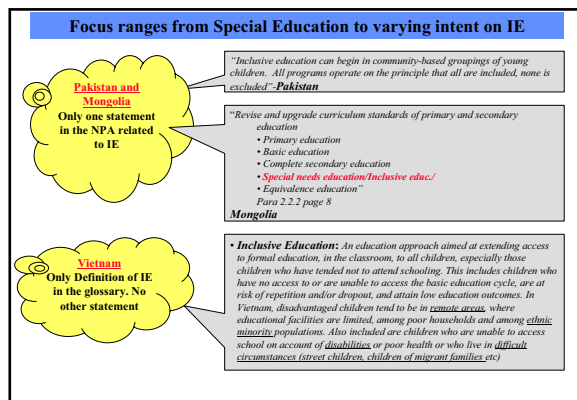 Focus ranges from Special Education to varying intent on IE
Pakistan and
Mongolia
Only one statement
in the NPA related
to IE
“Inclusive education can begin in community-based groupings of young
children. All programs operate on the principle that all are included, none is
excluded”-Pakistan
“Revise and upgrade curriculum standards of primary and secondary
education
• Primary education
• Basic education
• Complete secondary education
• Special needs education/Inclusive educ./
• Equivalence education”
Para 2.2.2 page 8
Mongolia
Vietnam
Only Definition of IE
in the glossary. No
other statement
• Inclusive Education: An education approach aimed at extending access
to formal education, in the classroom, to all children, especially those
children who have tended not to attend schooling. This includes children who
have no access to or are unable to access the basic education cycle, are at
risk of repetition and/or dropout, and attain low education outcomes. In
Vietnam, disadvantaged children tend to be in remote areas, where
educational facilities are limited, among poor households and among ethnic
minority populations. Also included are children who are unable to access
school on account of disabilities or poor health or who live in difficult
circumstances (street children, children of migrant families etc)